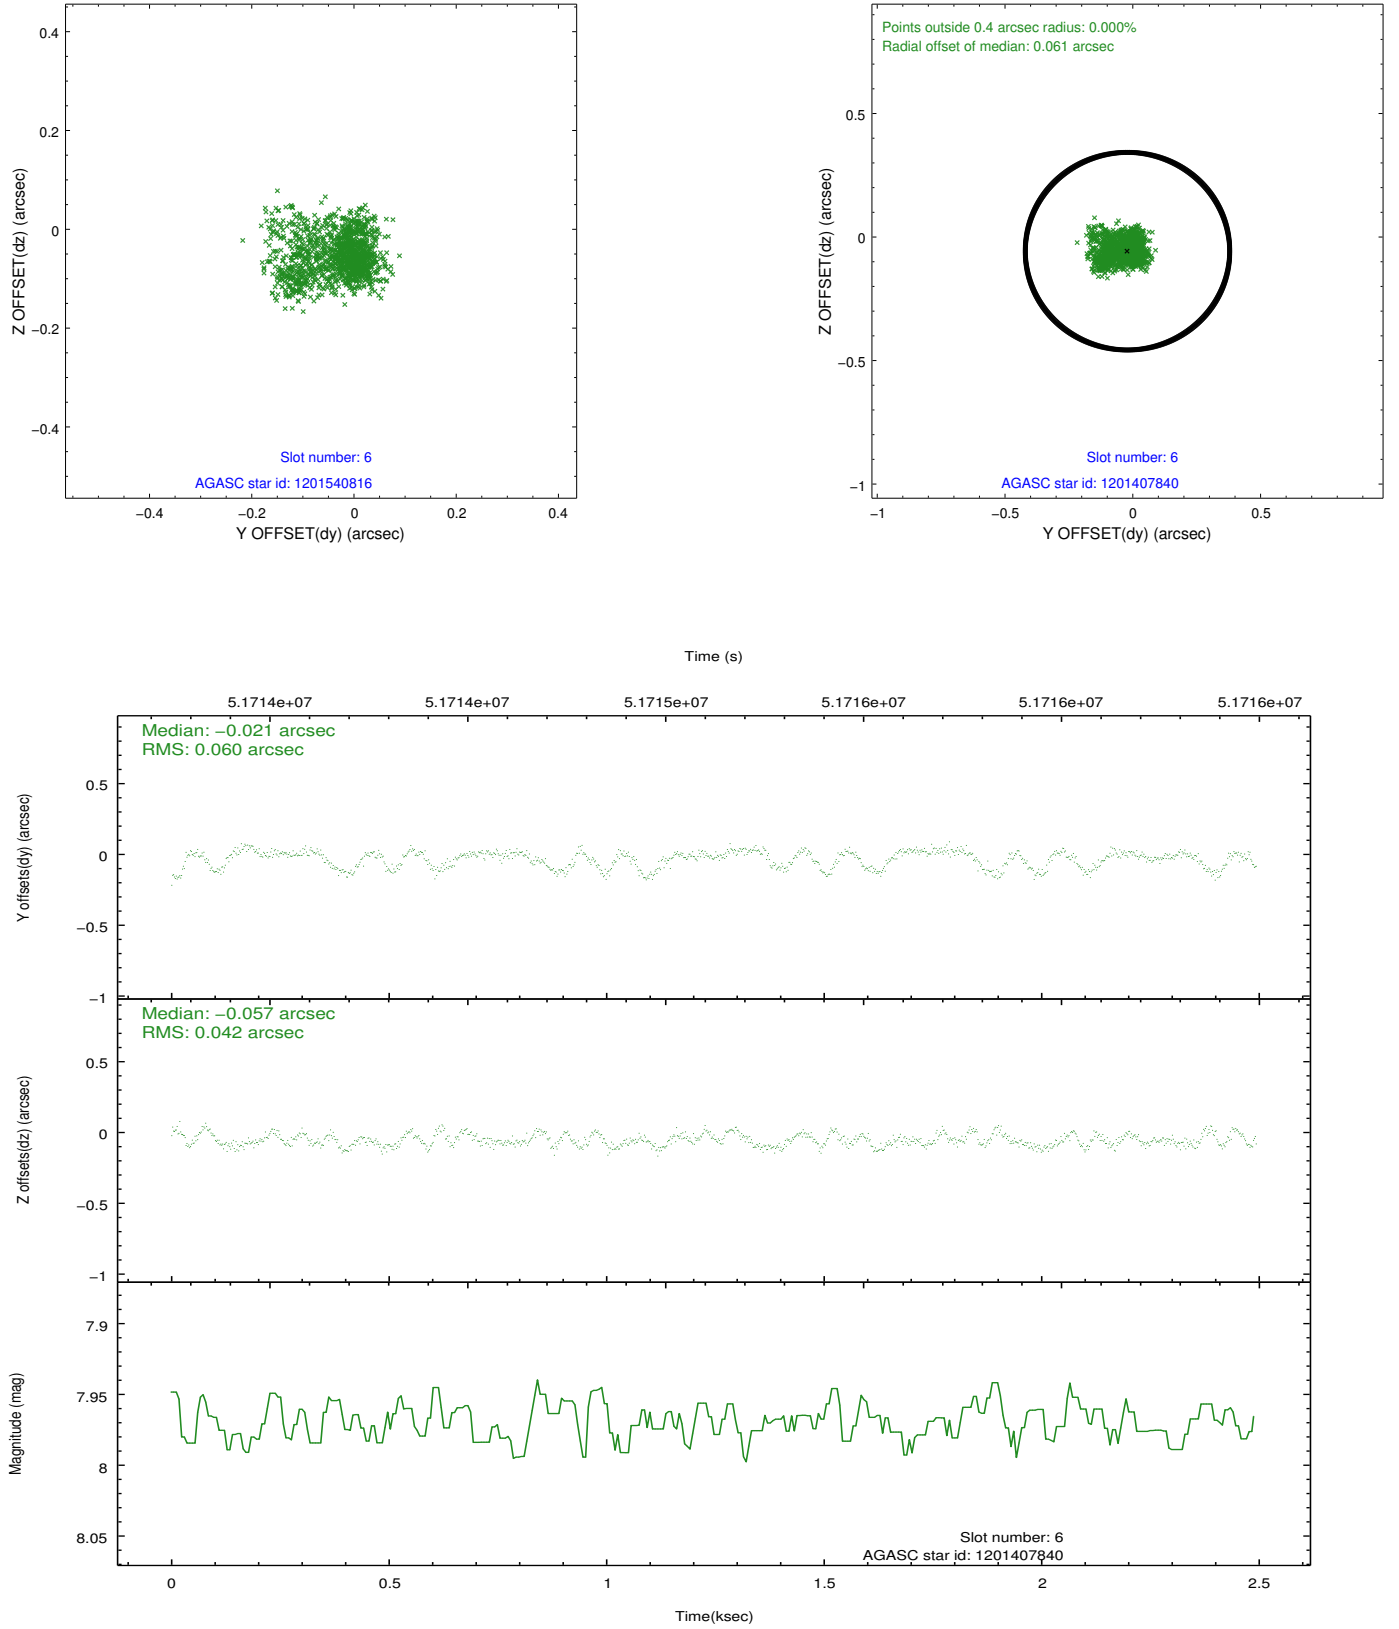 0.4
0.2
0
−0.2
−0.4
Z OFFSET(dz) (arcsec)
Slot number: 6
AGASC star id: 1201540816
−0.4
−0.2
0
0.2
0.4
Y OFFSET(dy) (arcsec)
Points outside 0.4 arcsec radius: 0.000%
Radial offset of median: 0.061 arcsec
0.5
0
−0.5
−1
Z OFFSET(dz) (arcsec)
Slot number: 6
AGASC star id: 1201407840
−1
−0.5
0
0.5
Y OFFSET(dy) (arcsec)
Time (s)
5.1714e+07
5.1714e+07
5.1715e+07
5.1716e+07
5.1716e+07
5.1716e+07
Median: −0.021 arcsec
RMS: 0.060 arcsec
0.5
0
−0.5
−1
Y offsets(dy) (arcsec)
Median: −0.057 arcsec
RMS: 0.042 arcsec
0.5
0
−0.5
−1
Z offsets(dz) (arcsec)
7.9
7.95
8
8.05
Magnitude (mag)
Slot number: 6
AGASC star id: 1201407840
0
0.5
1
1.5
2
2.5
Time(ksec)